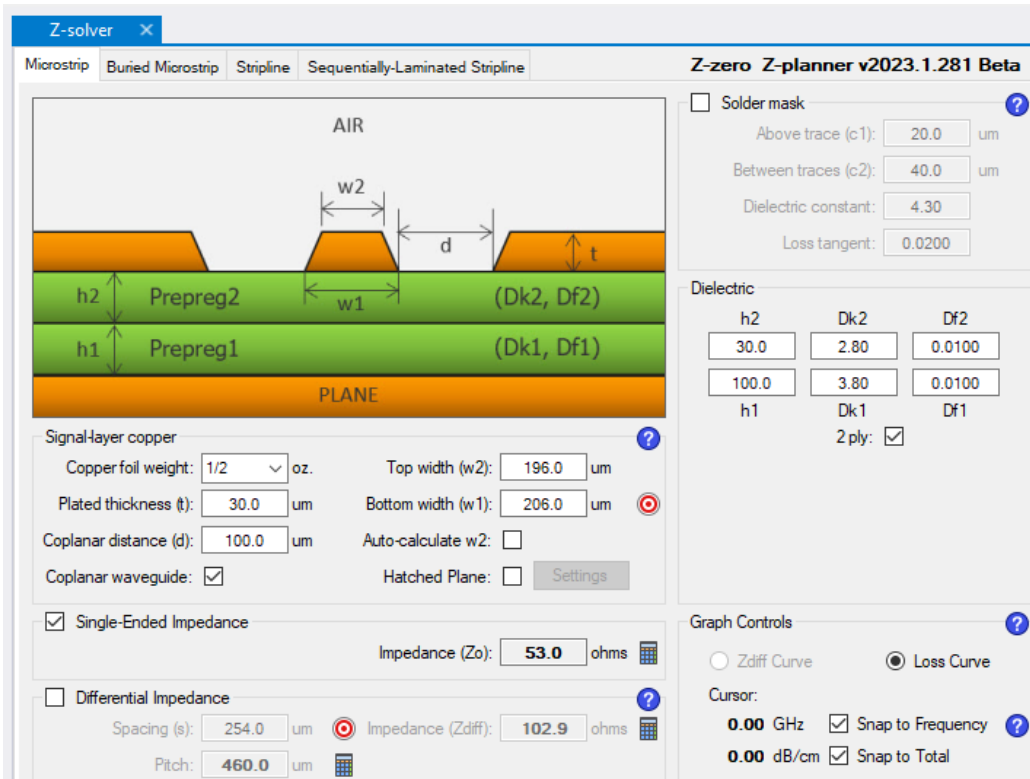 Z-solver ×
Microstrip Buried Microstrip Stripline Sequentially-Laminated Stripline
Z-zero Z-planner v2023.1.281 Beta
AIR
w2
d
t
h2 Prepreg2 w1 (Dk2, Df2)
h1 Prepreg1 (Dk1, Df1)
PLANE
Solder mask ?
Above trace (c1): 20.0 um
Between traces (c2): 40.0 um
Dielectric constant: 4.30
Loss tangent: 0.0200
Dielectric
h2 Dk2 Df2
30.0 2.80 0.0100
100.0 3.80 0.0100
h1 Dk1 Df1
2 ply:
Signal-layer copper ?
Copper foil weight: 1/2 oz. Top width (w2): 196.0 um
Plated thickness (t): 30.0 um Bottom width (w1): 206.0 um
Coplanar distance (d): 100.0 um Auto-calculate w2:
Coplanar waveguide: Hatched Plane: Settings
Single-Ended Impedance
Impedance (Zo): 53.0 ohms
Differential Impedance ?
Spacing (s): 254.0 um Impedance (Zdiff): 102.9 ohms
Pitch: 460.0 um
Graph Controls ?
Zdiff Curve Loss Curve
Cursor:
0.00 GHz Snap to Frequency ?
0.00 dB/cm Snap to Total